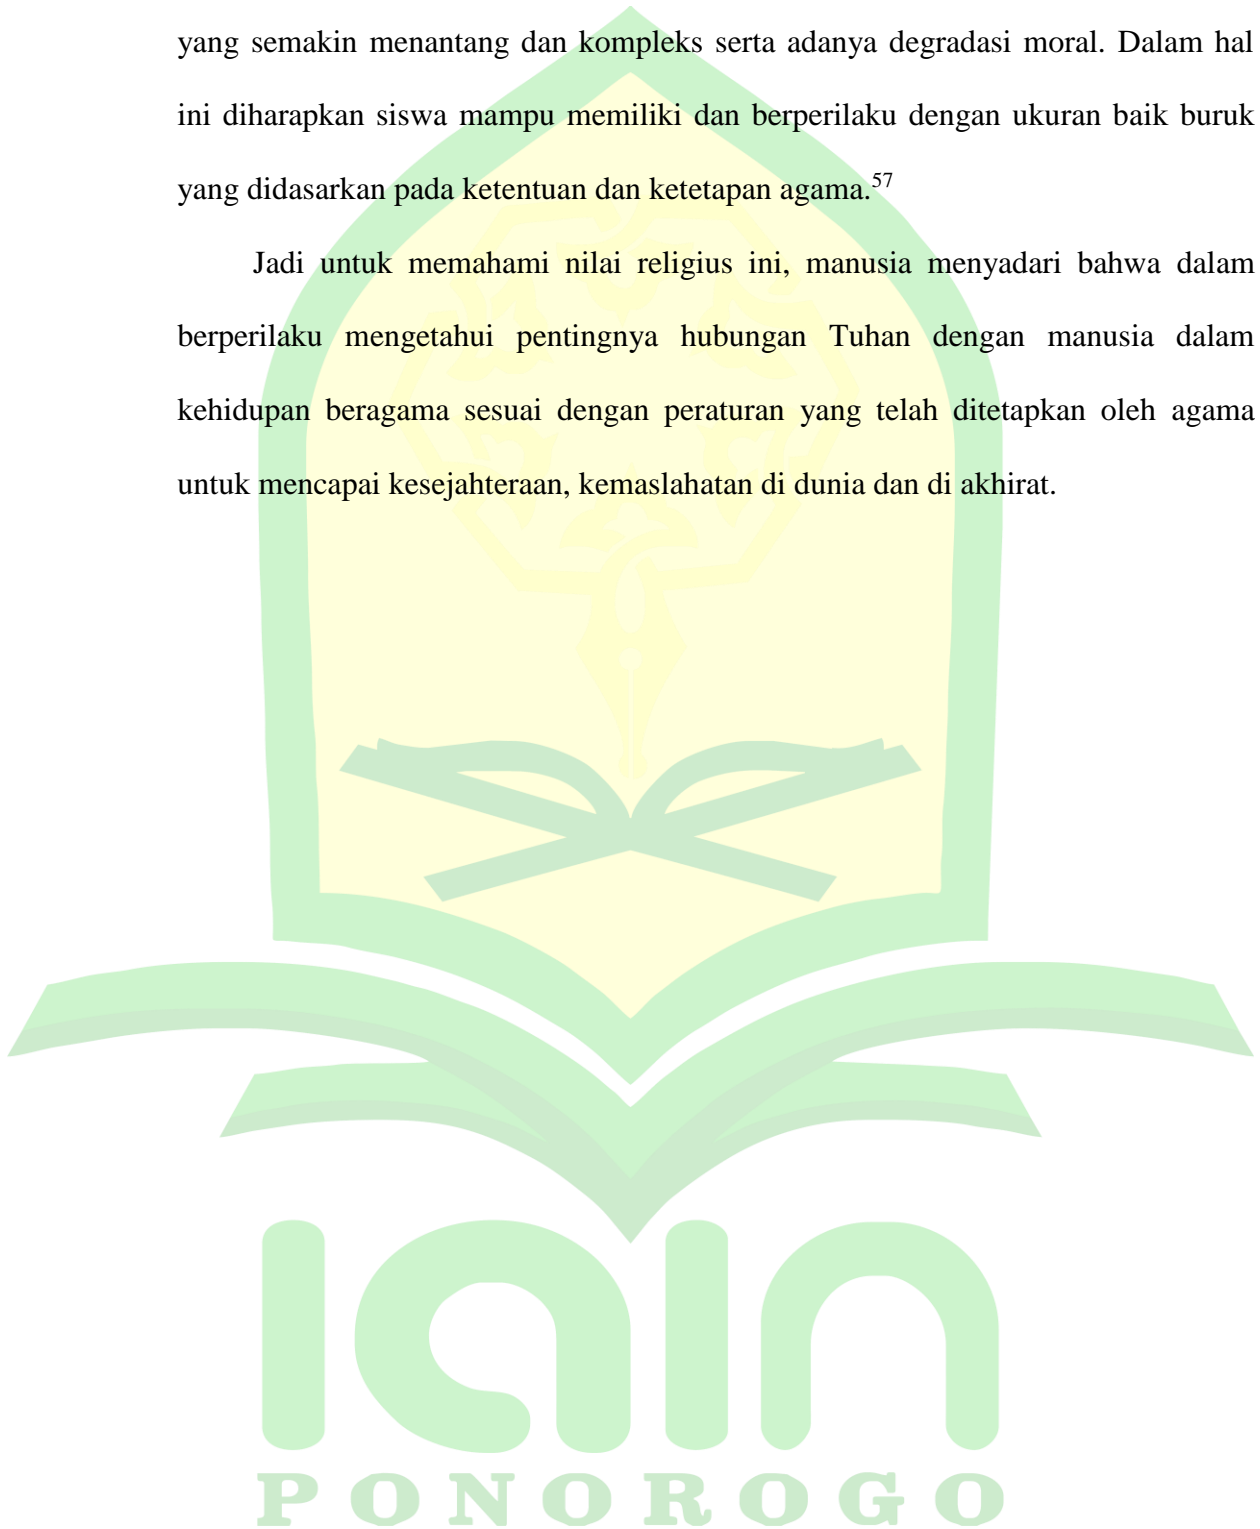 yang semakin menantang dan kompleks serta adanya degradasi moral. Dalam hal
ini diharapkan siswa mampu memiliki dan berperilaku dengan ukuran baik buruk
yang didasarkan pada ketentuan dan ketetapan agama.57
Jadi untuk memahami nilai religius ini, manusia menyadari bahwa dalam
berperilaku mengetahui pentingnya hubungan Tuhan dengan manusia dalam
kehidupan beragama sesuai dengan peraturan yang telah ditetapkan oleh agama
untuk mencapai kesejahteraan, kemaslahatan di dunia dan di akhirat.
iain
PONOROGO